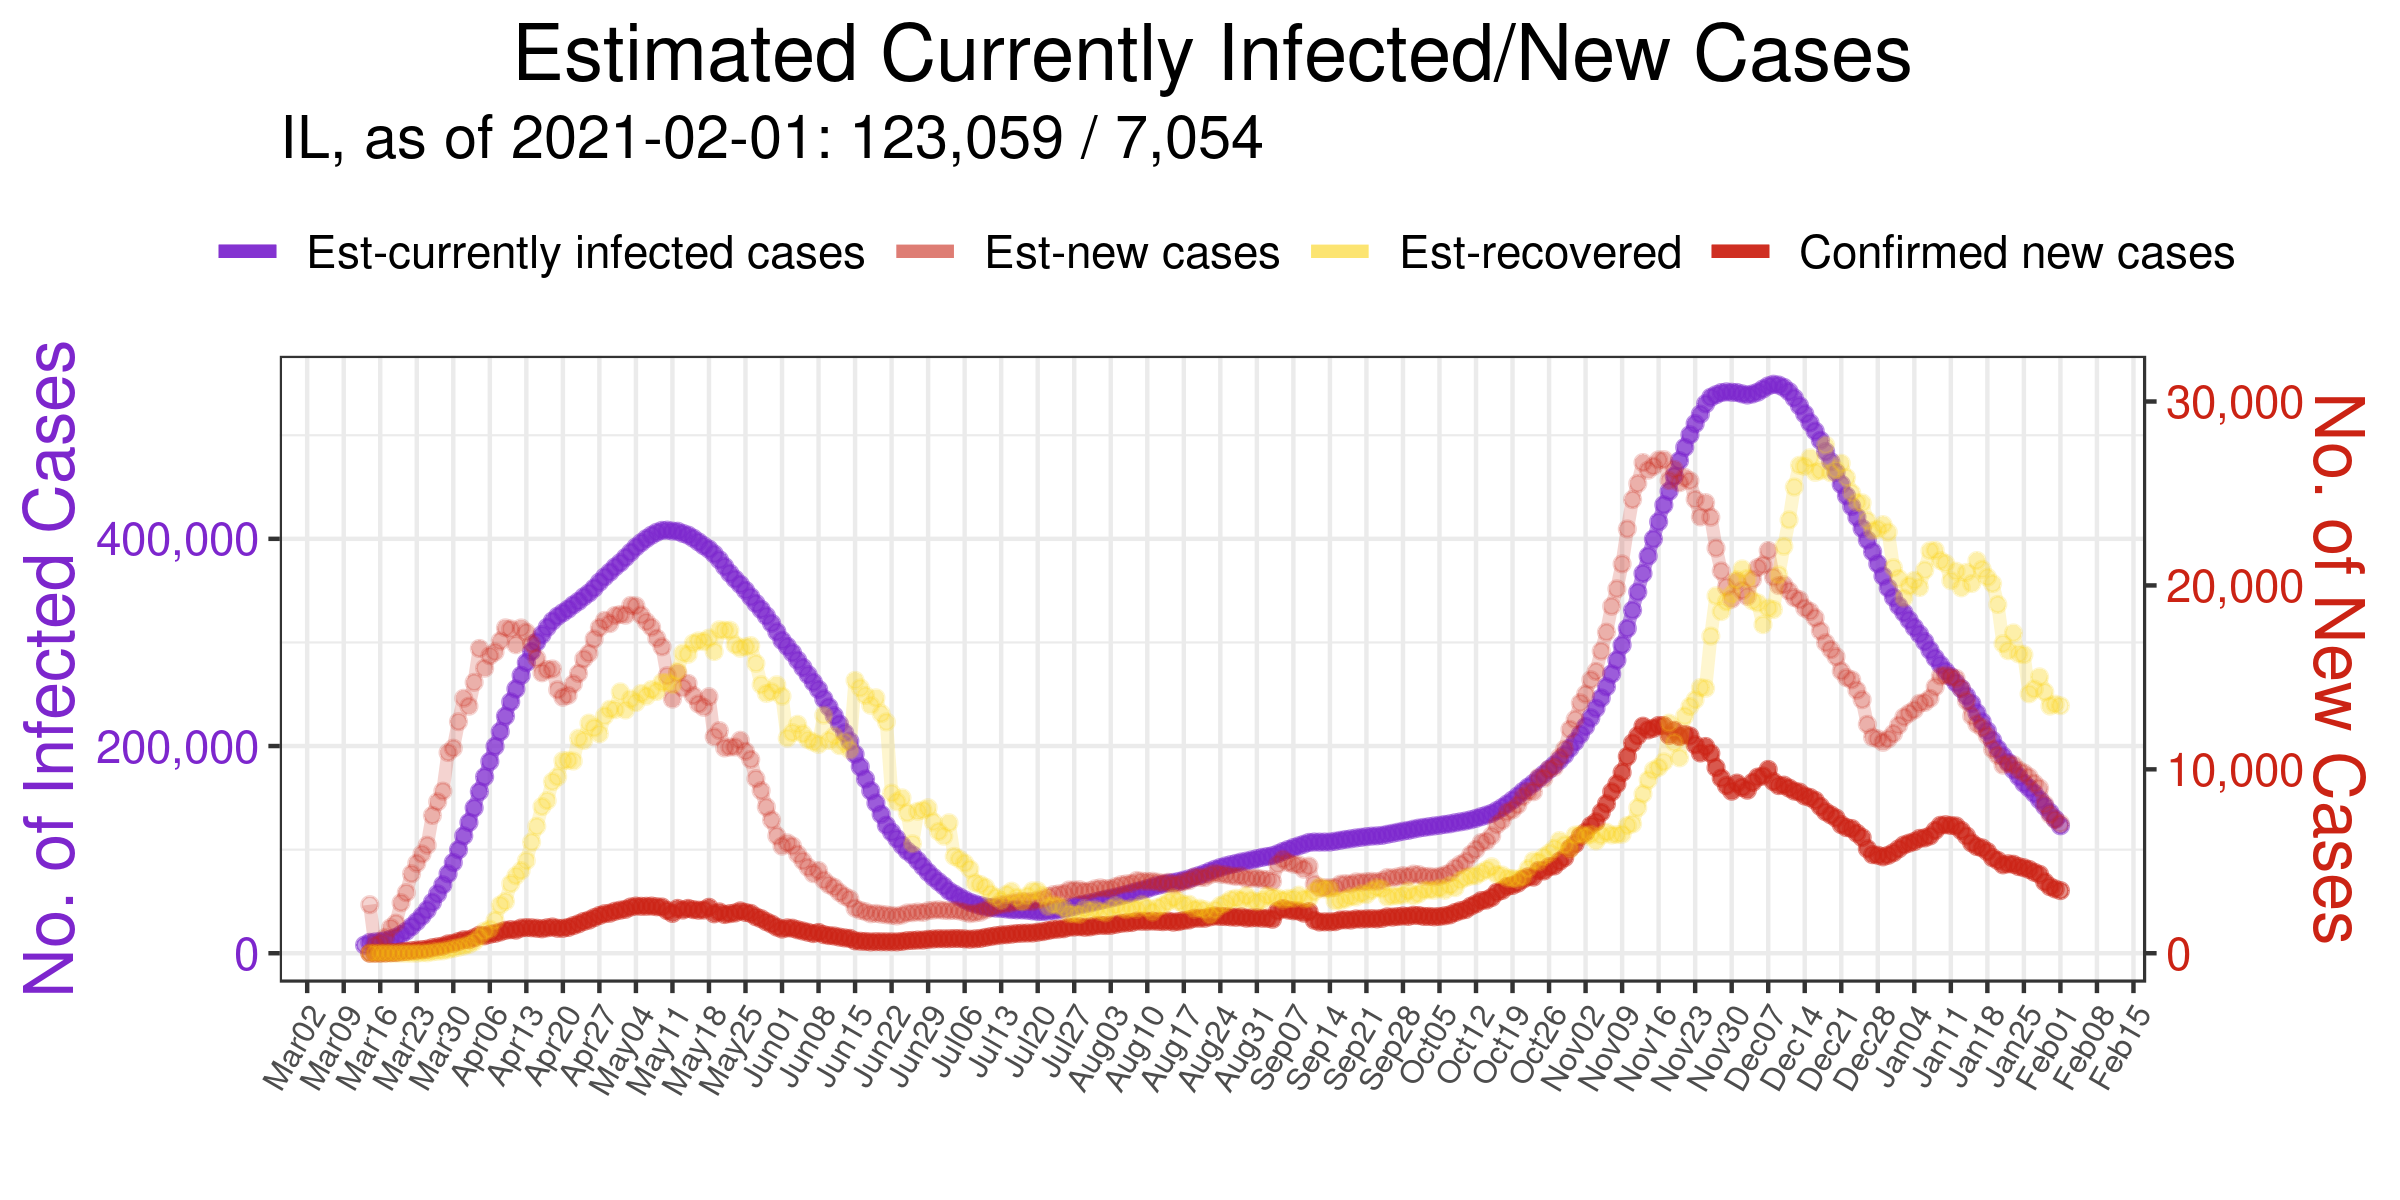 Estimated Currently Infected/New Cases
IL, as of 2021-02-01: 123,059 / 7,054
Est-currently infected cases
Est-new cases
Est-recovered
Confirmed new cases
No. of Infected Cases
400,000
200,000
0
30,000
20,000
10,000
0
No. of New Cases
Mar02
Mar09
Mar16
Mar23
Mar30
Apr06
Apr13
Apr20
Apr27
May04
May11
May18
May25
Jun01
Jun08
Jun15
Jun22
Jun29
Jul06
Jul13
Jul20
Jul27
Aug03
Aug10
Aug17
Aug24
Aug31
Sep07
Sep14
Sep21
Sep28
Oct05
Oct12
Oct19
Oct26
Nov02
Nov09
Nov16
Nov23
Nov30
Dec07
Dec14
Dec21
Dec28
Jan04
Jan11
Jan18
Jan25
Feb01
Feb08
Feb15